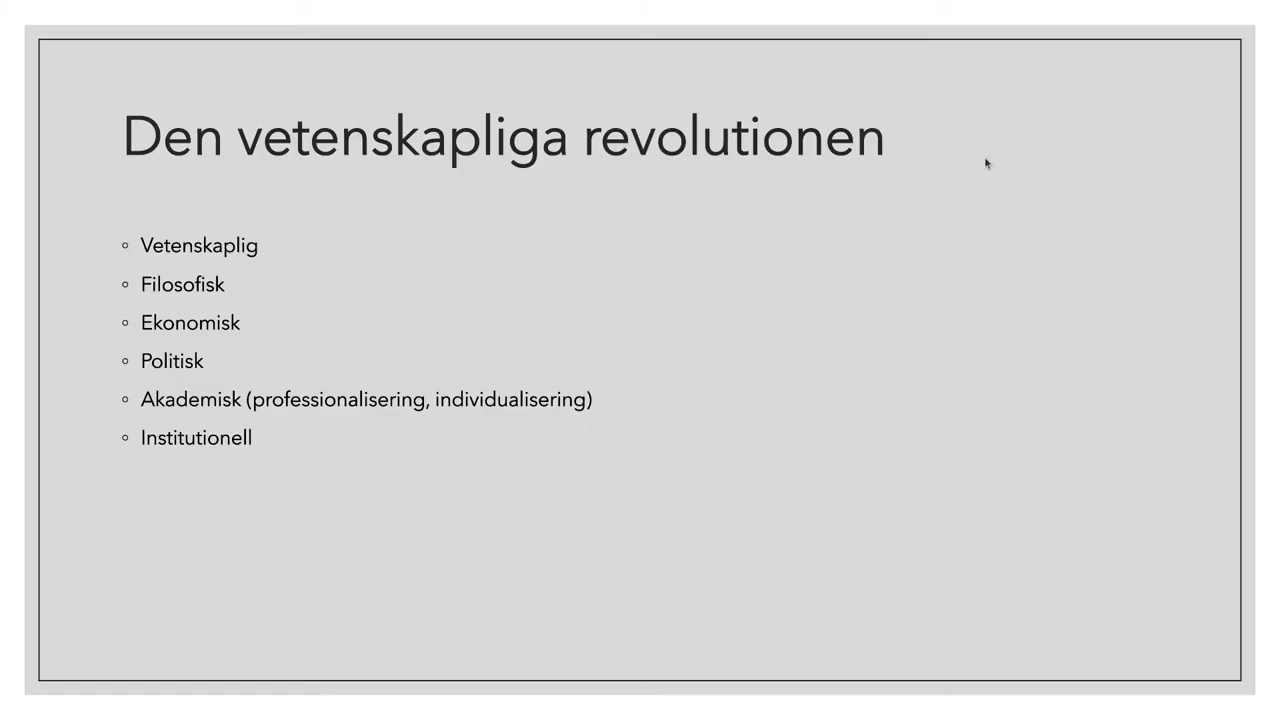 Den vetenskapliga revolutionen
Vetenskaplig
Filosofisk
Ekonomisk
Politisk
Akademisk (professionalisering, individualisering)
Institutionell